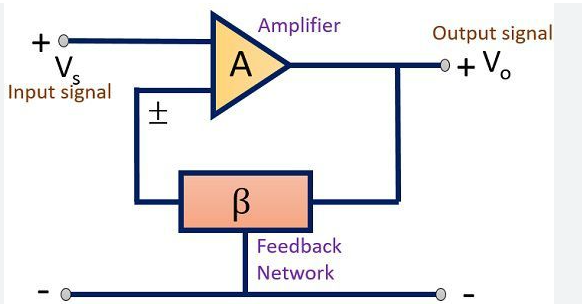 Amplifier
Output signal
+
A
+ Vo
Vs
Input signal
±
β
Feedback
Network
-
-